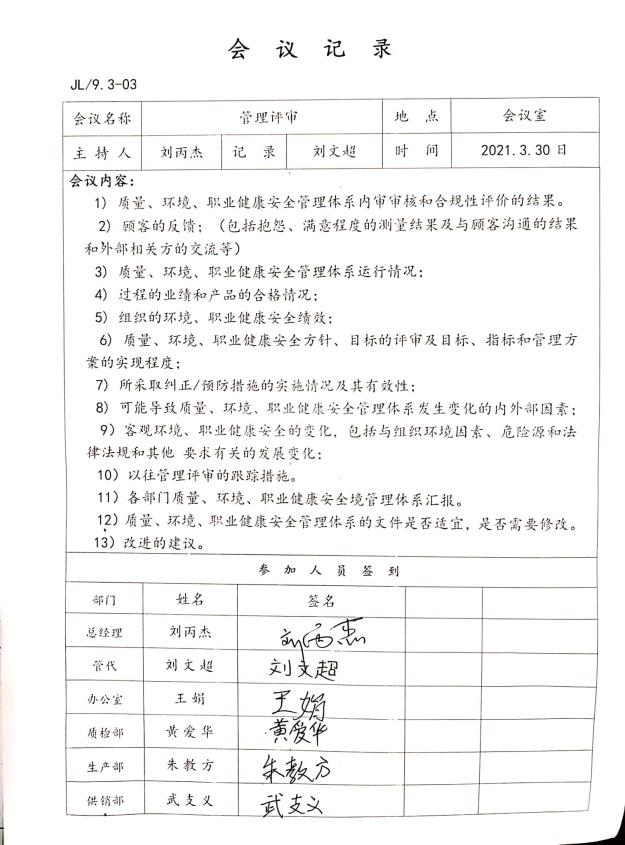 会议记录
JL/9.3-03
会议名称 管理评审 地 点 会议室
主 持 人 刘丙杰 记 录 刘文超 时 间 2021.3.30日
会议内容:
1) 质量、环境、职业健康安全管理体系内审审核和合规性评价的结果。
2) 顾客的反馈;(包括抱怨、满意程度的测量结果及与顾客沟通的结果
和外部相关方的交流等)
3) 质量、环境、职业健康安全管理体系运行情况;
4) 过程的业绩和产品的合格情况;
5) 组织的环境、职业健康安全绩效;
6) 质量、环境、职业健康安全方针、目标的评审及目标、指标和管理方
案的实现程度;
7) 所采取纠正/预防措施的实施情况及其有效性;
8) 可能导致质量、环境、职业健康安全管理体系发生变化的内外部因素;
9) 客观环境、职业健康安全的变化,包括与组织环境因素、危险源和法
律法规和其他 要求有关的发展变化;
10) 以往管理评审的跟踪措施。
11) 各部门质量、环境、职业健康安全境管理体系汇报。
12) 质量、环境、职业健康安全管理体系的文件是否适宜,是否需要修改。
13) 改进的建议。
参 加 人 员 签 到
部门 姓名 签名
总经理 刘丙杰 刘丙杰
管代 刘文超 刘文超
办公室 王娟 王娟
质检部 黄爱华 黄爱华
生产部 朱教方 朱教方
供销部 武支义 武支义